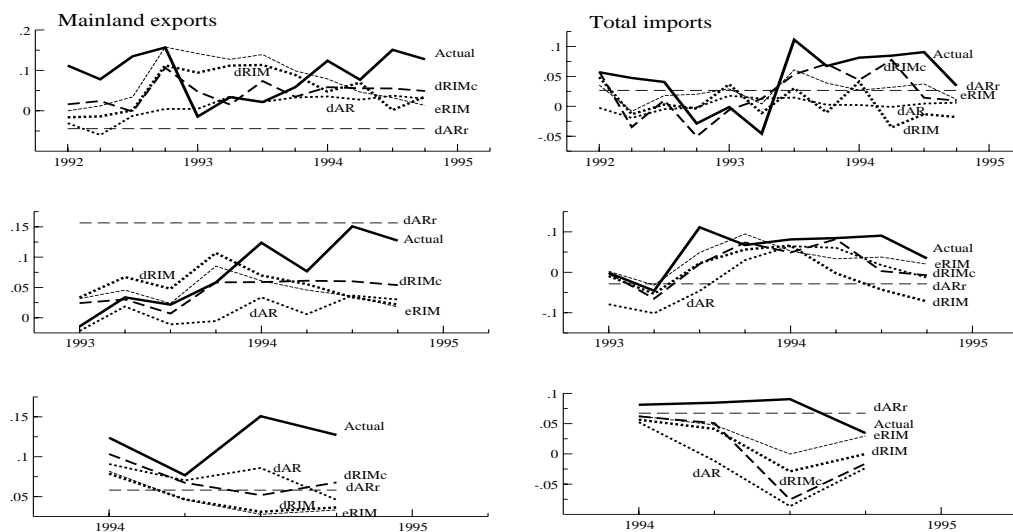 Mainland exports
.2
.1
0
Actual
dRIM
dRIMc
eRIM
dAR
dARr
1992
1993
1994
1995
Total imports
.1
.05
0
-.05
Actual
dRIMc
dARr
eRIM
dAR
dRIM
1992
1993
1994
1995
.15
.1
.05
0
dARr
Actual
dRIM
dRIMc
dAR
eRIM
1993
1994
1995
.1
0
-.1
Actual
eRIM
dRIMc
dARr
dAR
dRIM
1993
1994
1995
.15
.1
.05
Actual
dAR
dRIMc
dARr
dRIM
eRIM
1994
1995
.1
.05
0
-.05
dARr
Actual
eRIM
dRIM
dAR
dRIMc
1994
1995